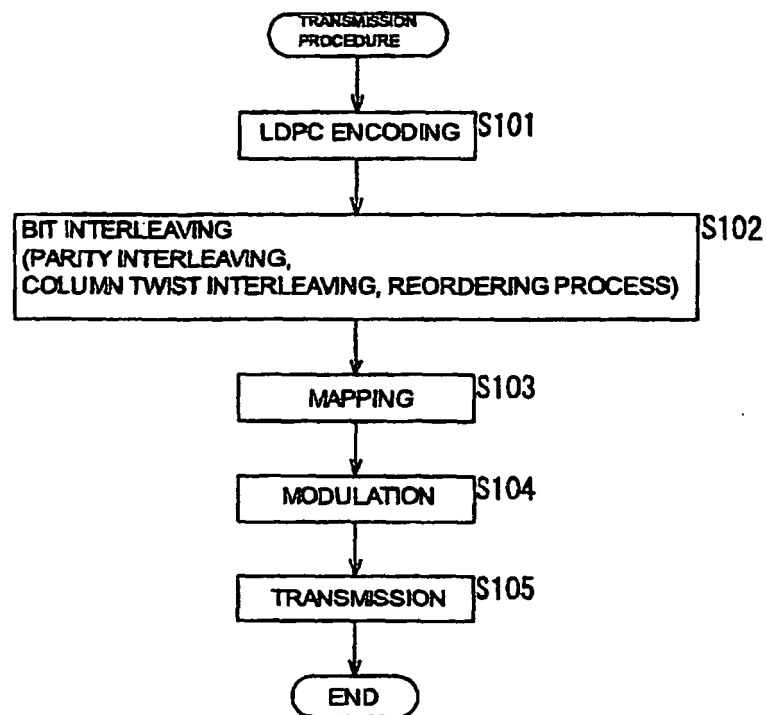 TRANSMISSION
PROCEDURE
LDPC ENCODING
S101
BIT INTERLEAVING
(PARITY INTERLEAVING,
COLUMN TWIST INTERLEAVING, REORDERING PROCESS)
S102
MAPPING
S103
MODULATION
S104
TRANSMISSION
S105
END